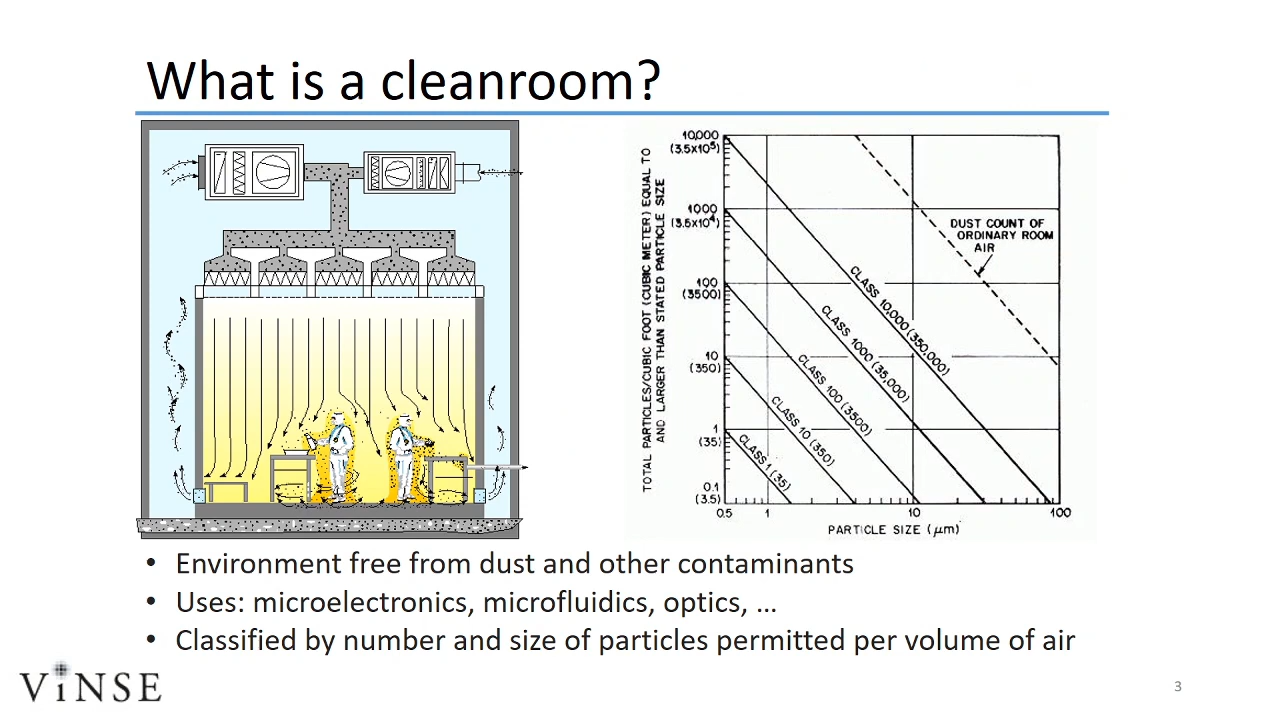 What is a cleanroom?
TOTAL PARTICLES/CUBIC FOOT (CUBIC METER) EQUAL TO
AND LARGER THAN STATED PARTICLE SIZE
10,000
(3.5x10⁵)
1000
(3.5x10⁴)
100
(3500)
10
(350)
1
(35)
0.1
(3.5)
DUST COUNT OF
ORDINARY ROOM
AIR
CLASS 10,000 (350,000)
CLASS 1000 (35,000)
CLASS 100 (3500)
CLASS 10 (350)
CLASS 1 (35)
0.5
1
10
100
PARTICLE SIZE (μm)
• Environment free from dust and other contaminants
• Uses: microelectronics, microfluidics, optics, …
• Classified by number and size of particles permitted per volume of air
ViNSE
3